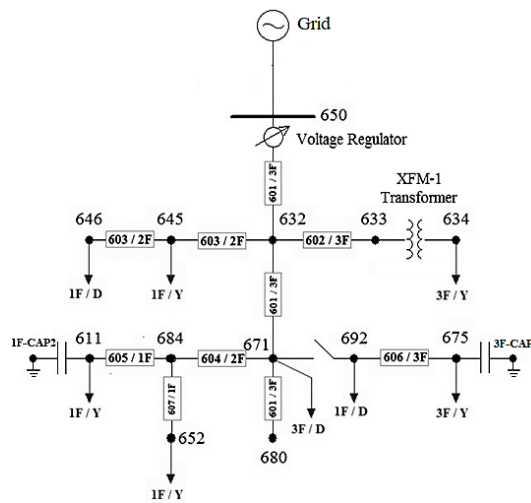 Grid
650
Voltage Regulator
601 / 3F
XFM-1
Transformer
646
645
632
633
634
603 / 2F
603 / 2F
602 / 3F
1F / D
1F / Y
3F / Y
601 / 3F
1F-CAP2
611
684
671
692
675
3F-CAP
605 / 1F
604 / 2F
606 / 3F
1F / Y
607 / 1F
601 / 3F
3F / D
1F / D
3F / Y
652
680
1F / Y